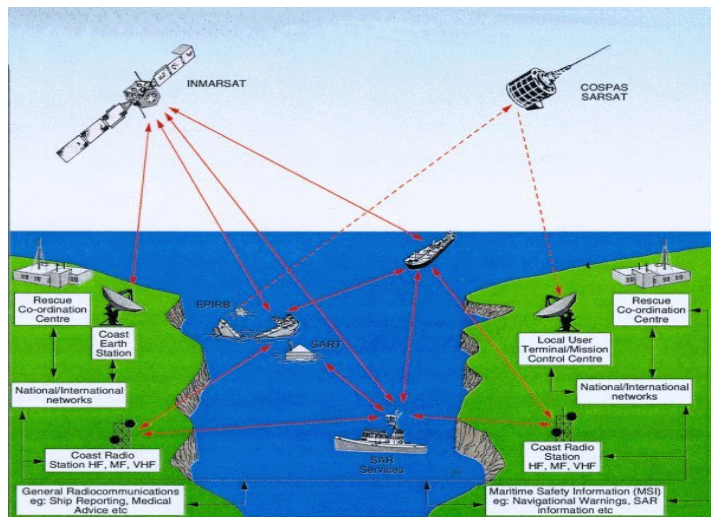 INMARSAT
COSPAS
SARSAT
Rescue
Co-ordination
Centre
Coast
Earth
Station
National/International
networks
Coast Radio
Station HF, MF, VHF
General Radiocommunications
eg: Ship Reporting, Medical
Advice etc
EPIRB
SART
SAR
Services
Rescue
Co-ordination
Centre
Local User
Terminal/Mission
Control Centre
National/International
networks
Coast Radio
Station
HF, MF, VHF
Maritime Safety Information (MSI)
eg: Navigational Warnings, SAR
information etc